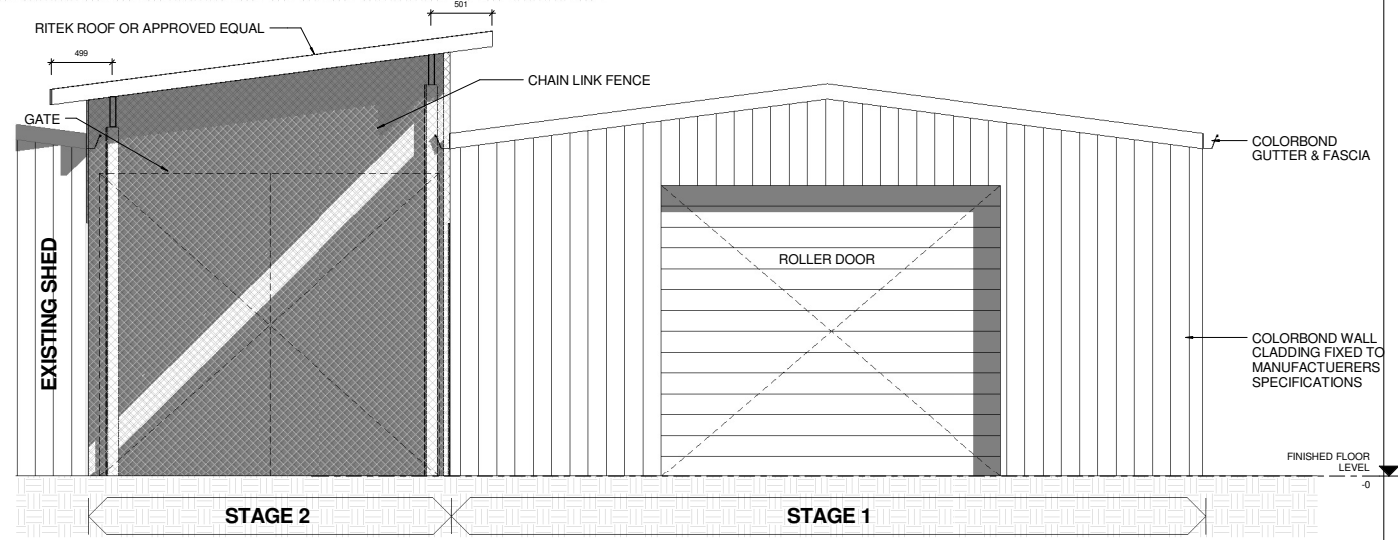 501
RITEK ROOF OR APPROVED EQUAL
499
CHAIN LINK FENCE
GATE
COLORBOND
GUTTER & FASCIA
EXISTING SHED
ROLLER DOOR
COLORBOND WALL
CLADDING FIXED TO
MANUFACTUERERS
SPECIFICATIONS
FINISHED FLOOR
LEVEL
-0
STAGE 2
STAGE 1